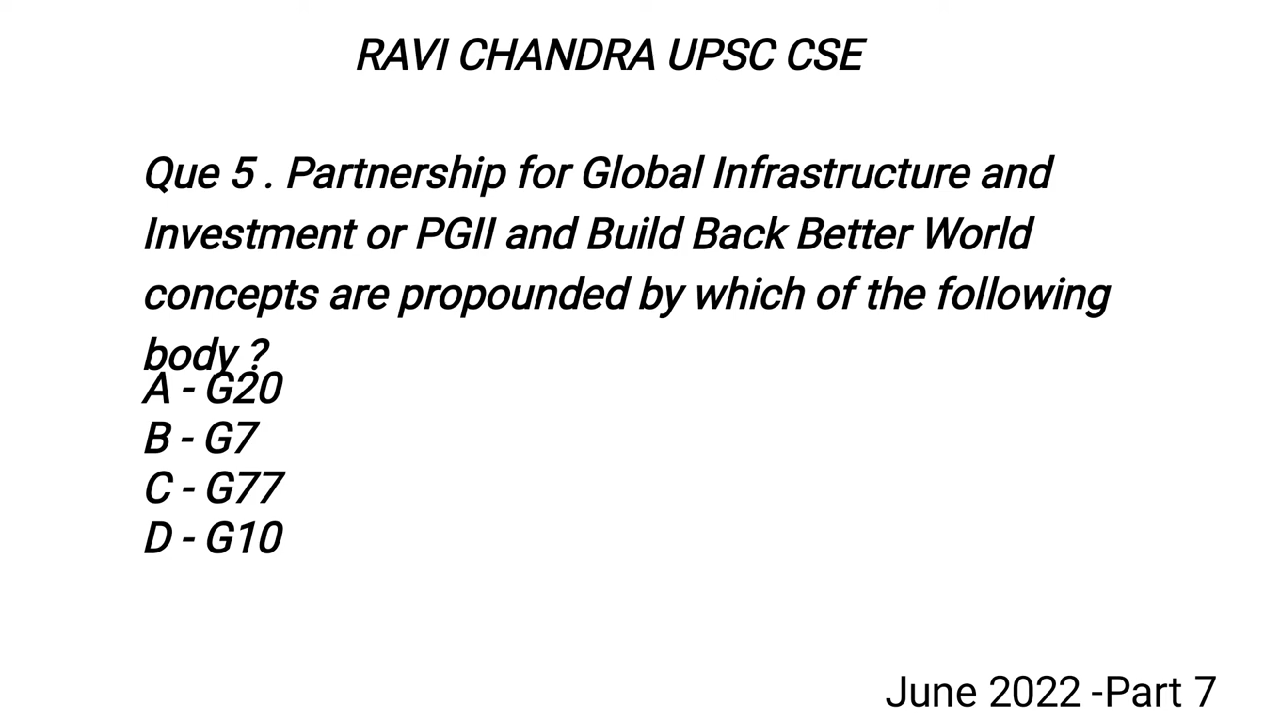 RAVI CHANDRA UPSC CSE
Que 5 . Partnership for Global Infrastructure and
Investment or PGII and Build Back Better World
concepts are propounded by which of the following
body ?
A - G20
B - G7
C - G77
D - G10
June 2022 -Part 7